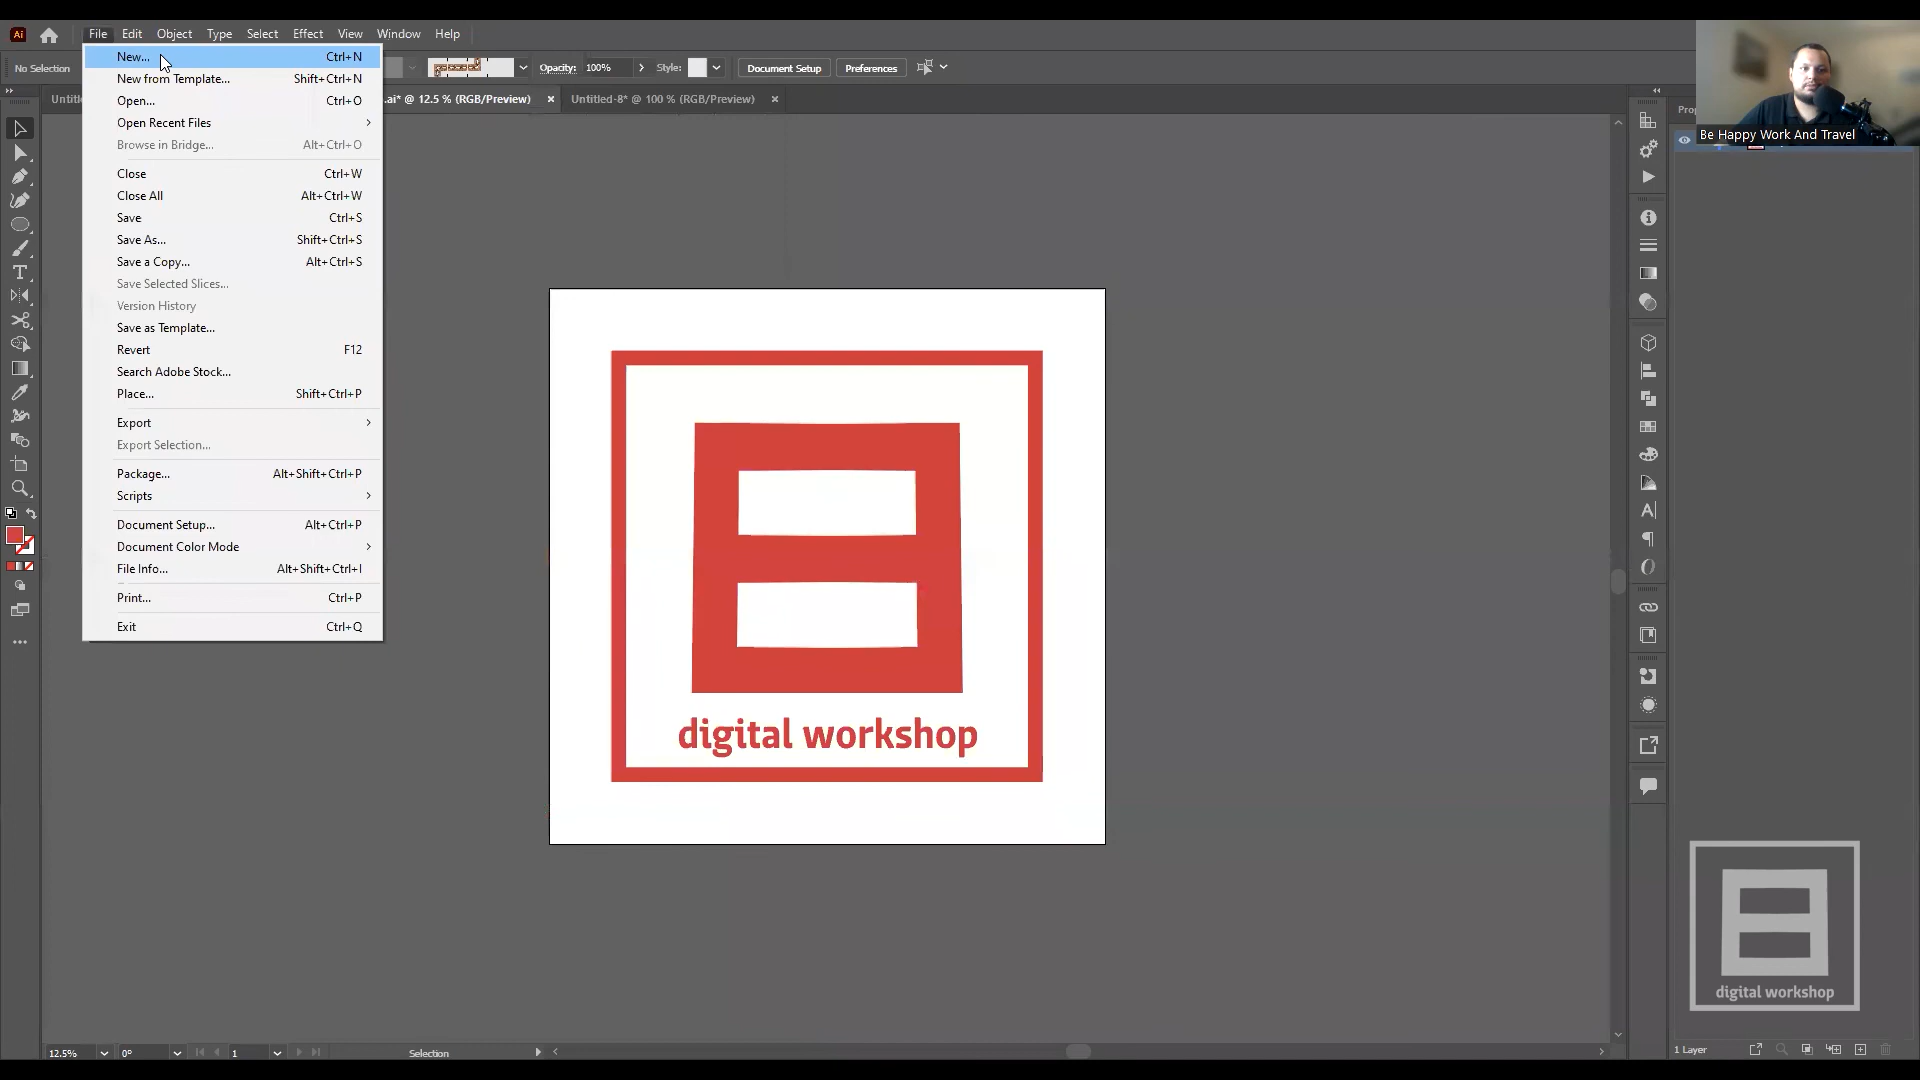 Ai File Edit Object Type Select Effect View Window Help
No Selection
Opacity: 100% Style: Document Setup Preferences
.ai* @ 12.5 % (RGB/Preview) × Untitled-8* @ 100 % (RGB/Preview) ×
Be Happy Work And Travel
New... Ctrl+N
New from Template... Shift+Ctrl+N
Open... Ctrl+O
Open Recent Files
Browse in Bridge... Alt+Ctrl+O
Close Ctrl+W
Close All Alt+Ctrl+W
Save Ctrl+S
Save As... Shift+Ctrl+S
Save a Copy... Alt+Ctrl+S
Save Selected Slices...
Version History
Save as Template...
Revert F12
Search Adobe Stock...
Place... Shift+Ctrl+P
Export
Export Selection...
Package... Alt+Shift+Ctrl+P
Scripts
Document Setup... Alt+Ctrl+P
Document Color Mode
File Info... Alt+Shift+Ctrl+I
Print... Ctrl+P
Exit Ctrl+Q
digital workshop
digital workshop
12.5% 0° 1 Selection
1 Layer